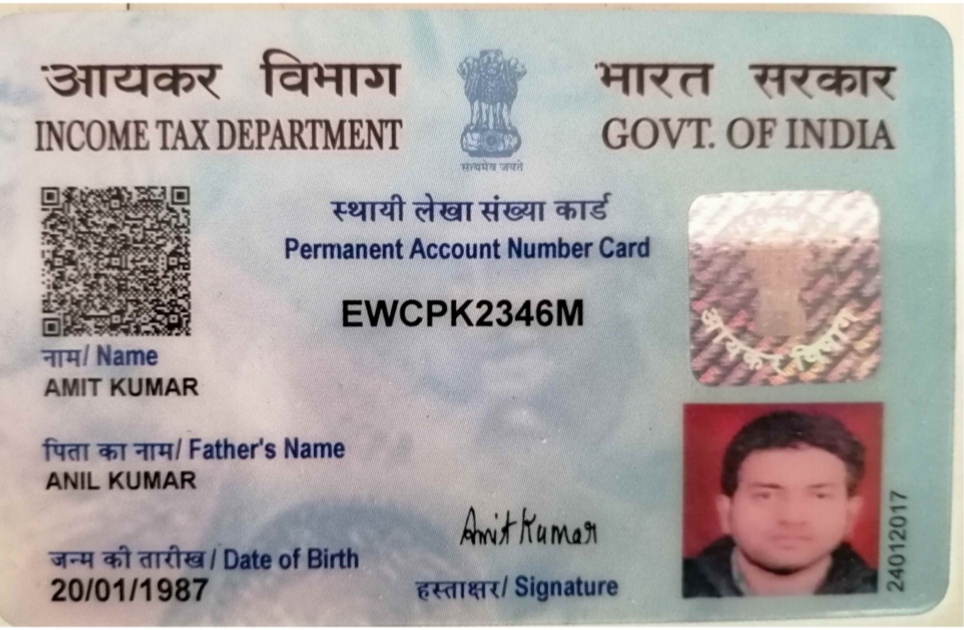 आयकर विभाग
INCOME TAX DEPARTMENT
सत्यमेव जयते
भारत सरकार
GOVT. OF INDIA
स्थायी लेखा संख्या कार्ड
Permanent Account Number Card
EWCPK2346M
आयकर विभाग
नाम/ Name
AMIT KUMAR
पिता का नाम/ Father's Name
ANIL KUMAR
जन्म की तारीख / Date of Birth
20/01/1987
Amit Kumar
हस्ताक्षर/ Signature
24012017